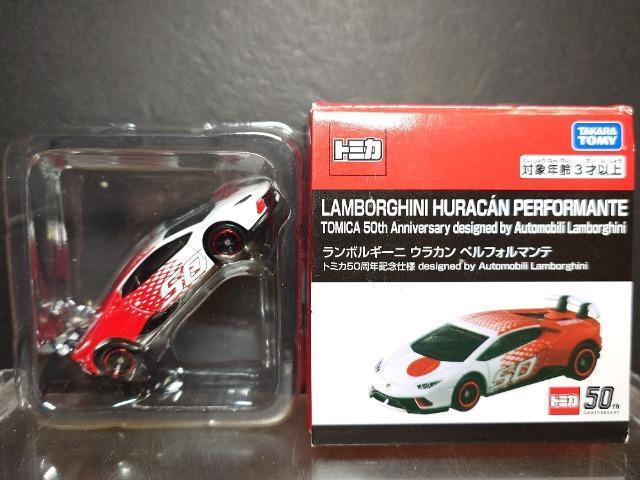 トミカ
TAKARA
TOMY
対象年齢3才以上
LAMBORGHINI HURACÁN PERFORMANTE
TOMICA 50th Anniversary designed by Automobili Lamborghini
ランボルギーニ ウラカン ペルフォルマンテ
トミカ50周年記念仕様 designed by Automobili Lamborghini
50
50
トミカ 50th
ANNIVERSARY